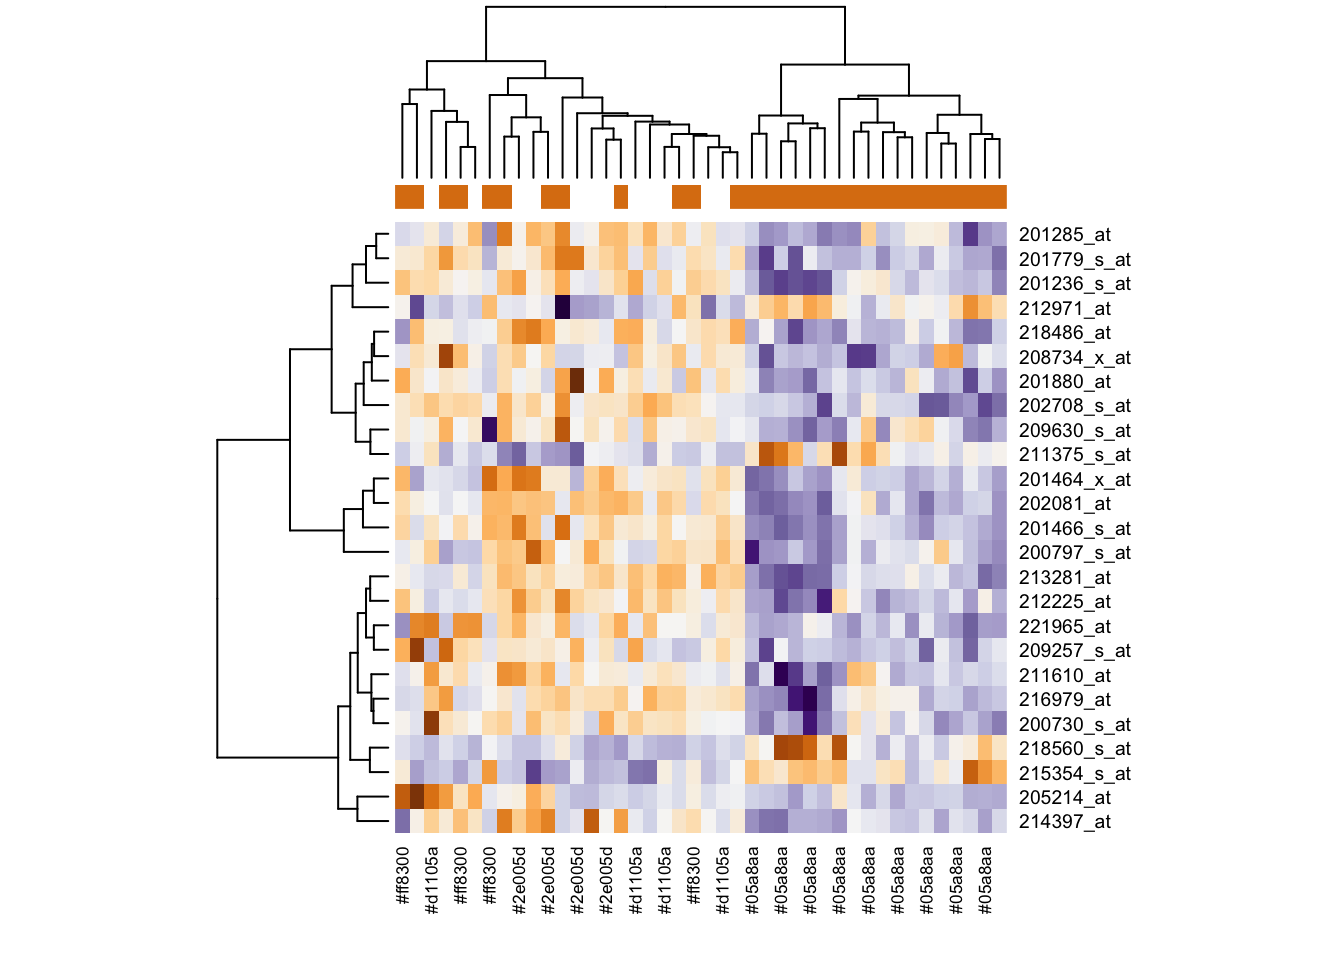 201285_at
201779_s_at
201236_s_at
212971_at
218486_at
208734_x_at
201880_at
202708_s_at
209630_s_at
211375_s_at
201464_x_at
202081_at
201466_s_at
200797_s_at
213281_at
212225_at
221965_at
209257_s_at
211610_at
216979_at
200730_s_at
218560_s_at
215354_s_at
205214_at
214397_at
#ff8300
#d1105a
#ff8300
#ff8300
#2e005d
#2e005d
#2e005d
#2e005d
#d1105a
#d1105a
#ff8300
#d1105a
#05a8aa
#05a8aa
#05a8aa
#05a8aa
#05a8aa
#05a8aa
#05a8aa
#05a8aa
#05a8aa